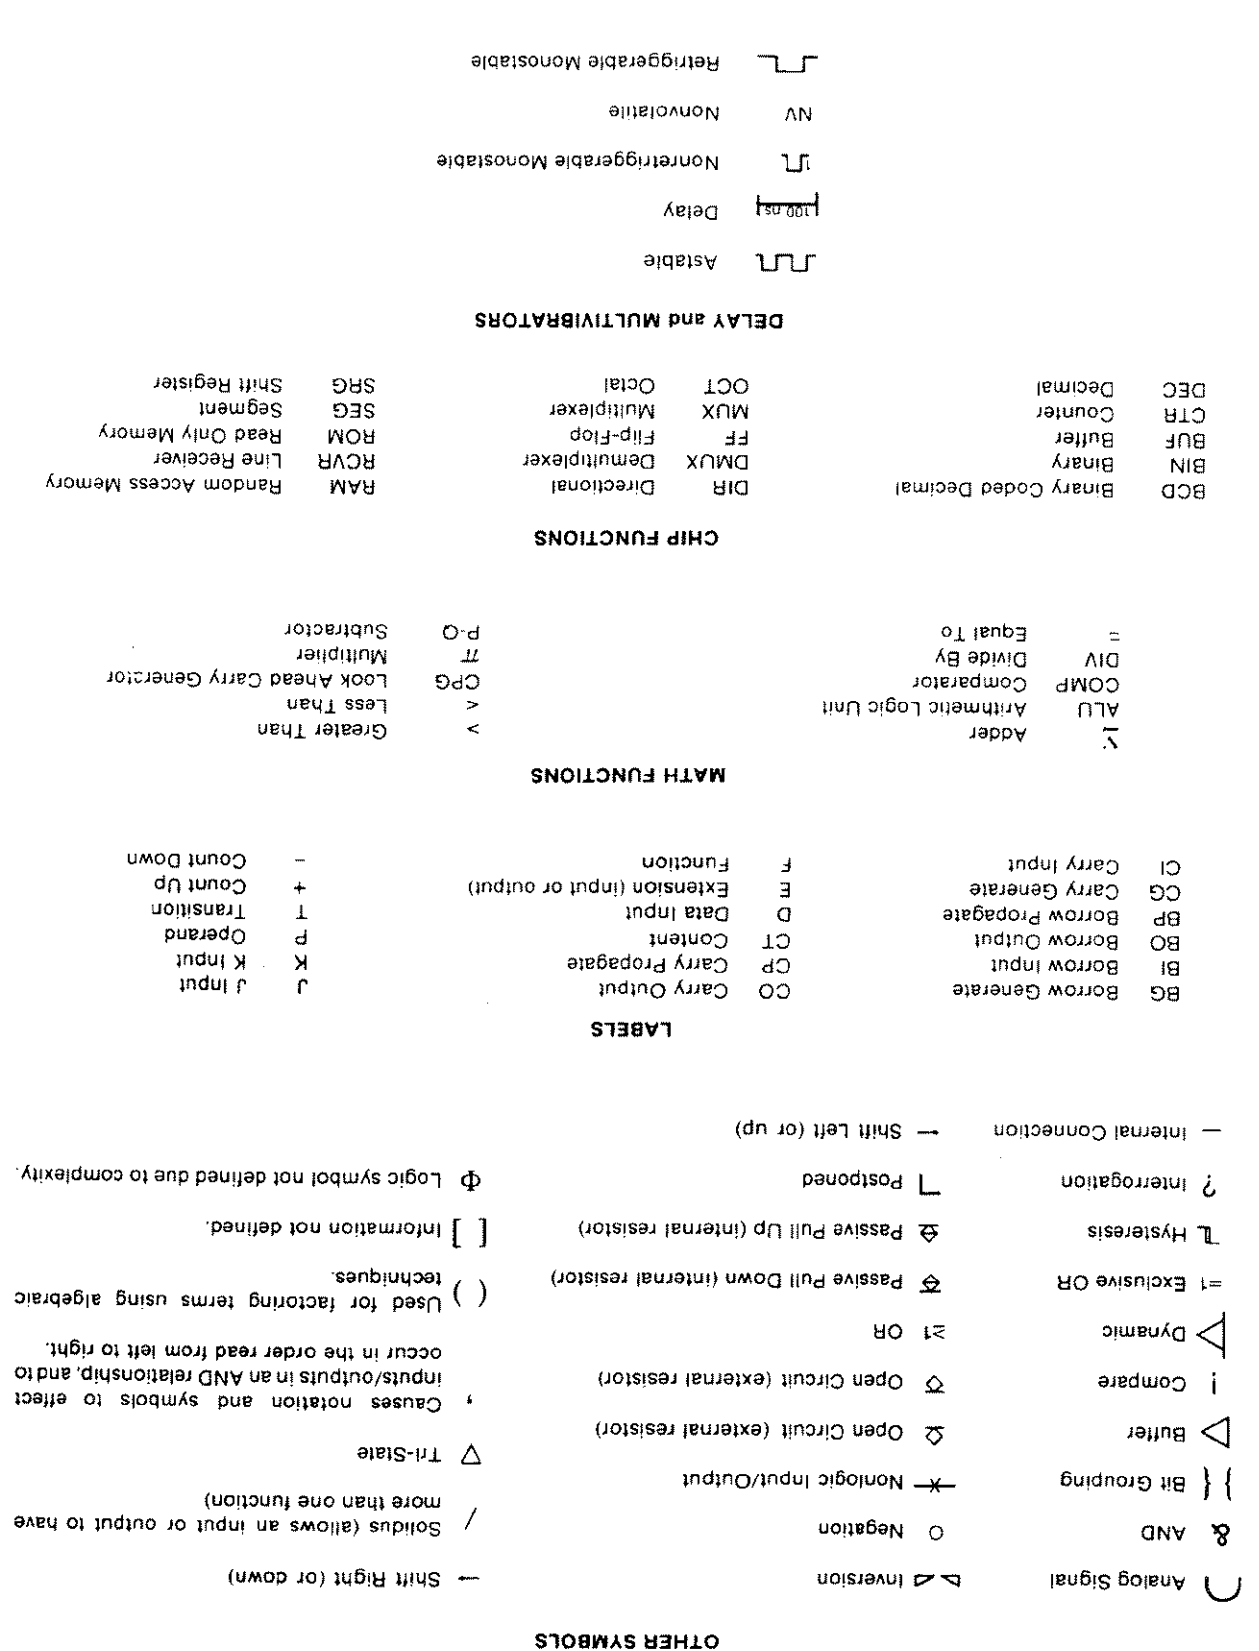 OTHER SYMBOLS
Analog Signal
& AND
{ } Bit Grouping
Buffer
! Compare
Dynamic
=1 Exclusive OR
Hysteresis
? Interrogation
— Internal Connection
Inversion
Negation
Nonlogic Input/Output
Open Circuit (external resistor)
Open Circuit (external resistor)
≥1 OR
Passive Pull Down (internal resistor)
Passive Pull Up (internal resistor)
Postponed
Shift Left (or up)
Shift Right (or down)
/ Solidus (allows an input or output to have
more than one function)
Tri-State
, Causes notation and symbols to effect
inputs/outputs in an AND relationship, and to
occur in the order read from left to right.
( ) Used for factoring terms using algebraic
techniques.
[ ] Information not defined.
Φ Logic symbol not defined due to complexity.
LABELS
BG Borrow Generate
BI Borrow Input
BO Borrow Output
BP Borrow Propagate
CG Carry Generate
CI Carry Input
CO Carry Output
CP Carry Propagate
CT Content
D Data Input
E Extension (input or output)
F Function
J J Input
K K Input
P Operand
T Transition
+ Count Up
− Count Down
MATH FUNCTIONS
Σ Adder
ALU Arithmetic Logic Unit
COMP Comparator
DIV Divide By
= Equal To
> Greater Than
< Less Than
CPG Look Ahead Carry Generator
π Multiplier
P-Q Subtractor
CHIP FUNCTIONS
BCD Binary Coded Decimal
BIN Binary
BUF Buffer
CTR Counter
DEC Decimal
DIR Directional
DMUX Demultiplexer
FF Flip-Flop
MUX Multiplexer
OCT Octal
RAM Random Access Memory
RCVR Line Receiver
ROM Read Only Memory
SEG Segment
SRG Shift Register
DELAY and MULTIVIBRATORS
Astable
100 ns Delay
1 Nonretriggerable Monostable
NV Nonvolatile
Retriggerable Monostable